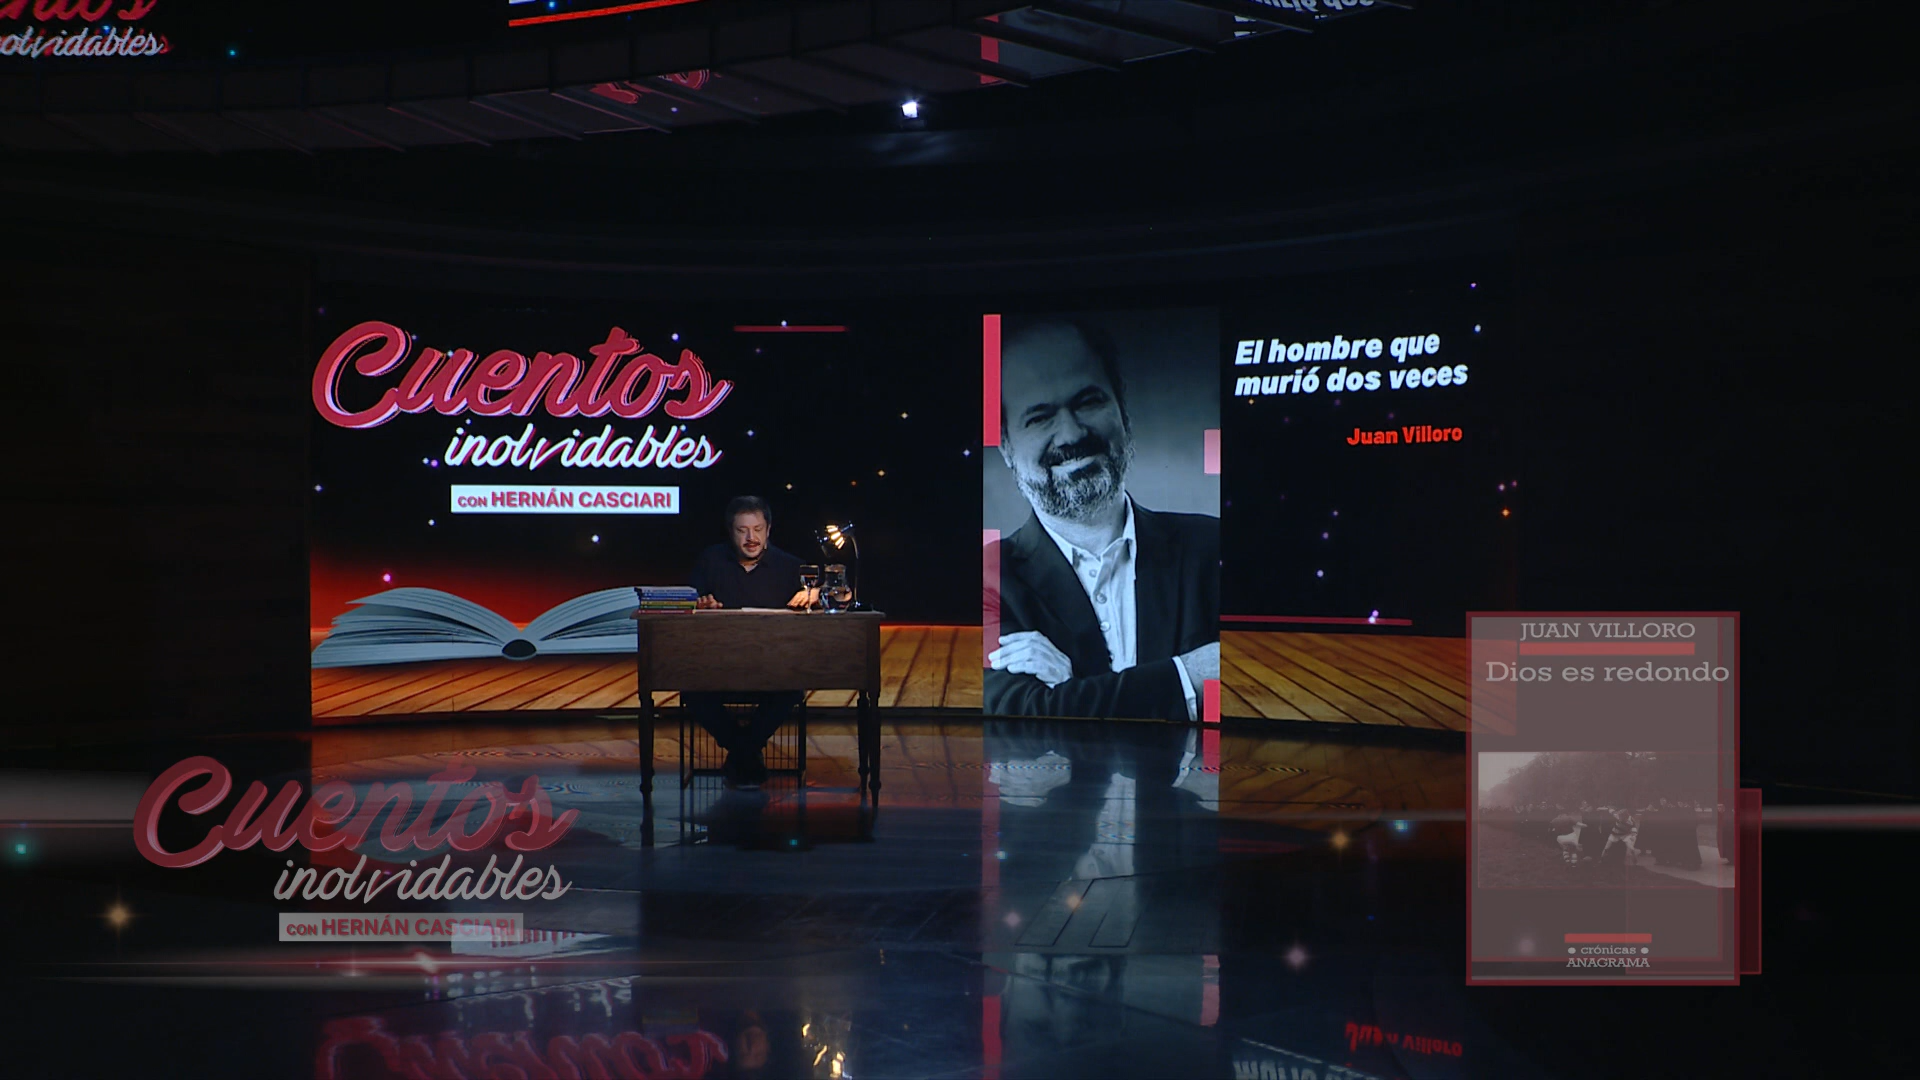 inolvidables
Cuentos
inolvidables
CON HERNÁN CASCIARI
El hombre que
murió dos veces
Juan Villoro
JUAN VILLORO
Dios es redondo
• crónicas •
ANAGRAMA
Cuentos
inolvidables
CON HERNÁN CASCIARI